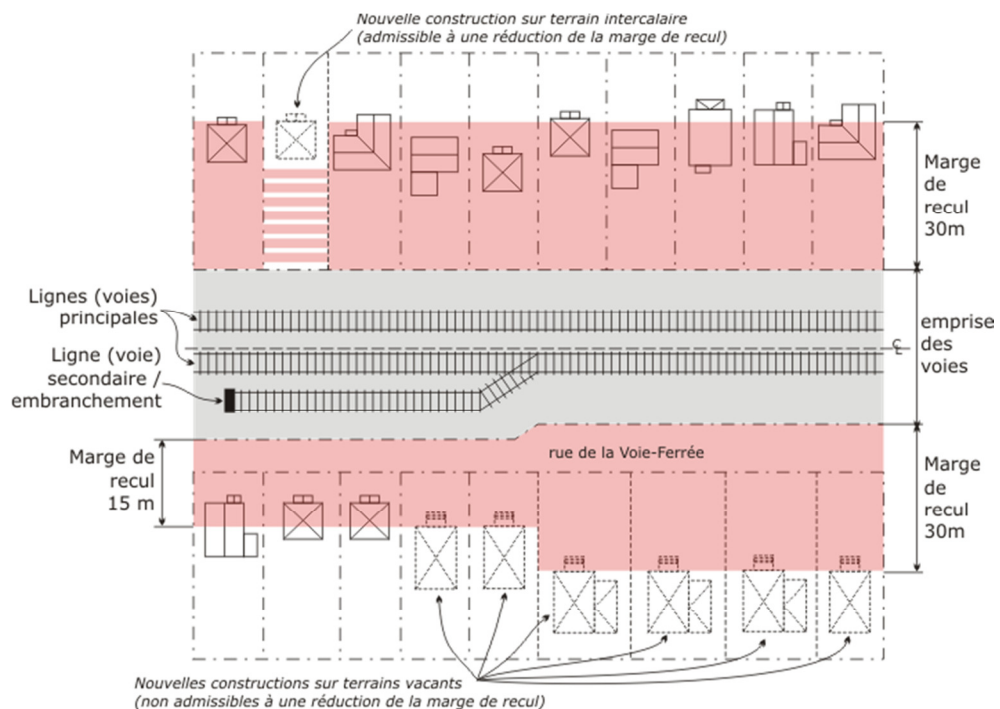 Nouvelle construction sur terrain intercalaire
(admissible à une réduction de la marge de recul)
Marge
de
recul
30m
Lignes (voies)
principales
Ligne (voie)
secondaire /
embranchement
℄
emprise
des
voies
rue de la Voie-Ferrée
Marge de
recul
15 m
Marge
de
recul
30m
Nouvelles constructions sur terrains vacants
(non admissibles à une réduction de la marge de recul)